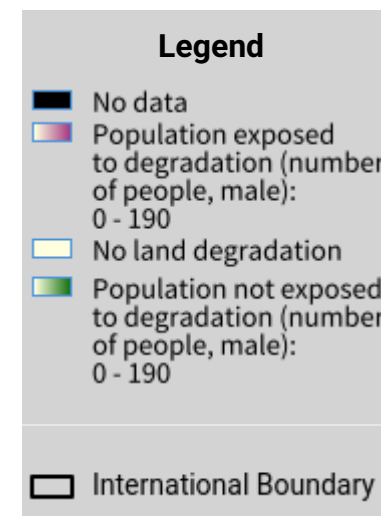 Legend
No data
Population exposed
to degradation (number
of people, male):
0 - 190
No land degradation
Population not exposed
to degradation (number
of people, male):
0 - 190
International Boundary